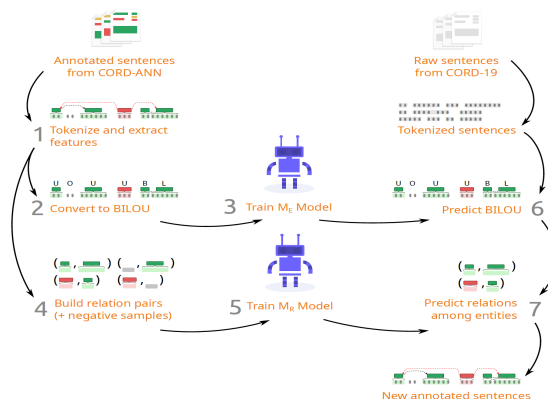 Annotated sentences
from CORD-ANN
Raw sentences
from CORD-19
1
Tokenize and extract
features
Tokenized sentences
U O U U B L
2
Convert to BILOU
3
Train M_E Model
U O U U B L
Predict BILOU
6
( , ) ( , )
( , ) ( , )
4
Build relation pairs
(+ negative samples)
5
Train M_R Model
( , )
( , )
Predict relations
among entities
7
New annotated sentences